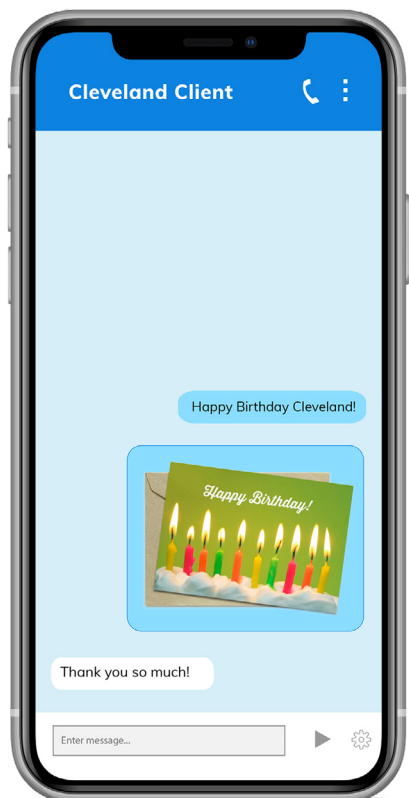 Cleveland Client
Happy Birthday Cleveland!
Happy Birthday!
Thank you so much!
Enter message...